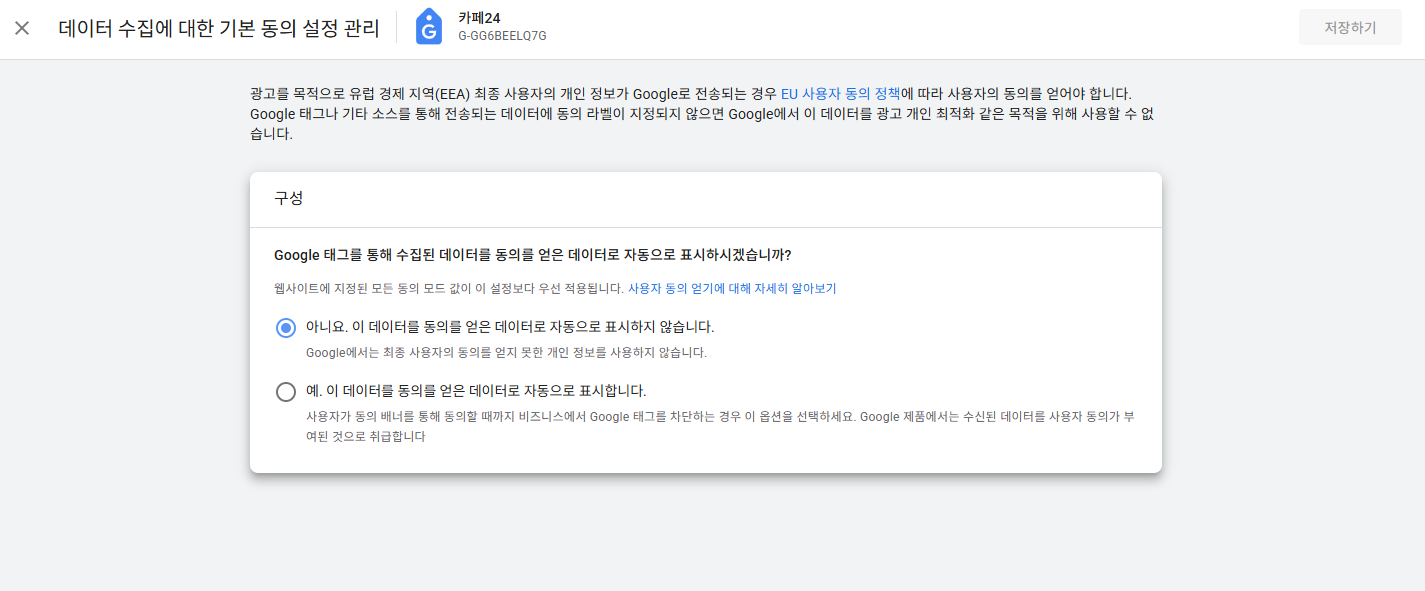 데이터 수집에 대한 기본 동의 설정 관리
카페24
G-GG6BEELQ7G
저장하기
광고를 목적으로 유럽 경제 지역(EEA) 최종 사용자의 개인 정보가 Google로 전송되는 경우 EU 사용자 동의 정책에 따라 사용자의 동의를 얻어야 합니다.
Google 태그나 기타 소스를 통해 전송되는 데이터에 동의 라벨이 지정되지 않으면 Google에서 이 데이터를 광고 개인 최적화 같은 목적을 위해 사용할 수 없
습니다.
구성
Google 태그를 통해 수집된 데이터를 동의를 얻은 데이터로 자동으로 표시하시겠습니까?
웹사이트에 지정된 모든 동의 모드 값이 이 설정보다 우선 적용됩니다. 사용자 동의 얻기에 대해 자세히 알아보기
아니요. 이 데이터를 동의를 얻은 데이터로 자동으로 표시하지 않습니다.
Google에서는 최종 사용자의 동의를 얻지 못한 개인 정보를 사용하지 않습니다.
예. 이 데이터를 동의를 얻은 데이터로 자동으로 표시합니다.
사용자가 동의 배너를 통해 동의할 때까지 비즈니스에서 Google 태그를 차단하는 경우 이 옵션을 선택하세요. Google 제품에서는 수신된 데이터를 사용자 동의가 부
여된 것으로 취급합니다